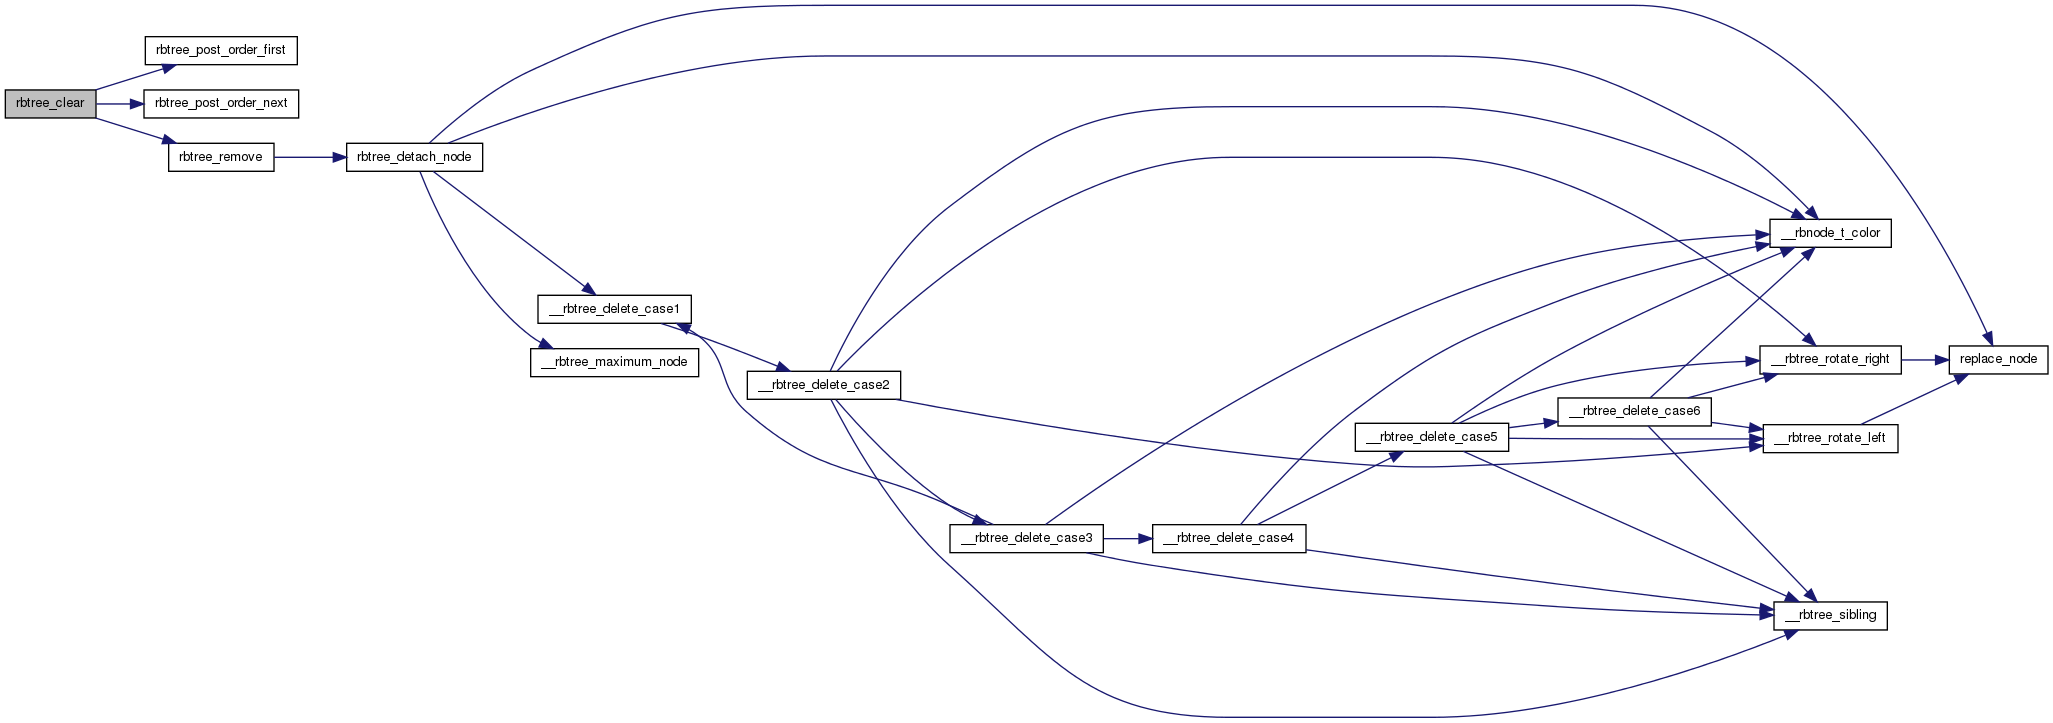 rbtree_post_order_first
rbtree_clear
rbtree_post_order_next
rbtree_remove
rbtree_detach_node
__rbnode_t_color
__rbtree_delete_case1
__rbtree_maximum_node
__rbtree_rotate_right
replace_node
__rbtree_delete_case2
__rbtree_delete_case6
__rbtree_delete_case5
__rbtree_rotate_left
__rbtree_delete_case3
__rbtree_delete_case4
__rbtree_sibling